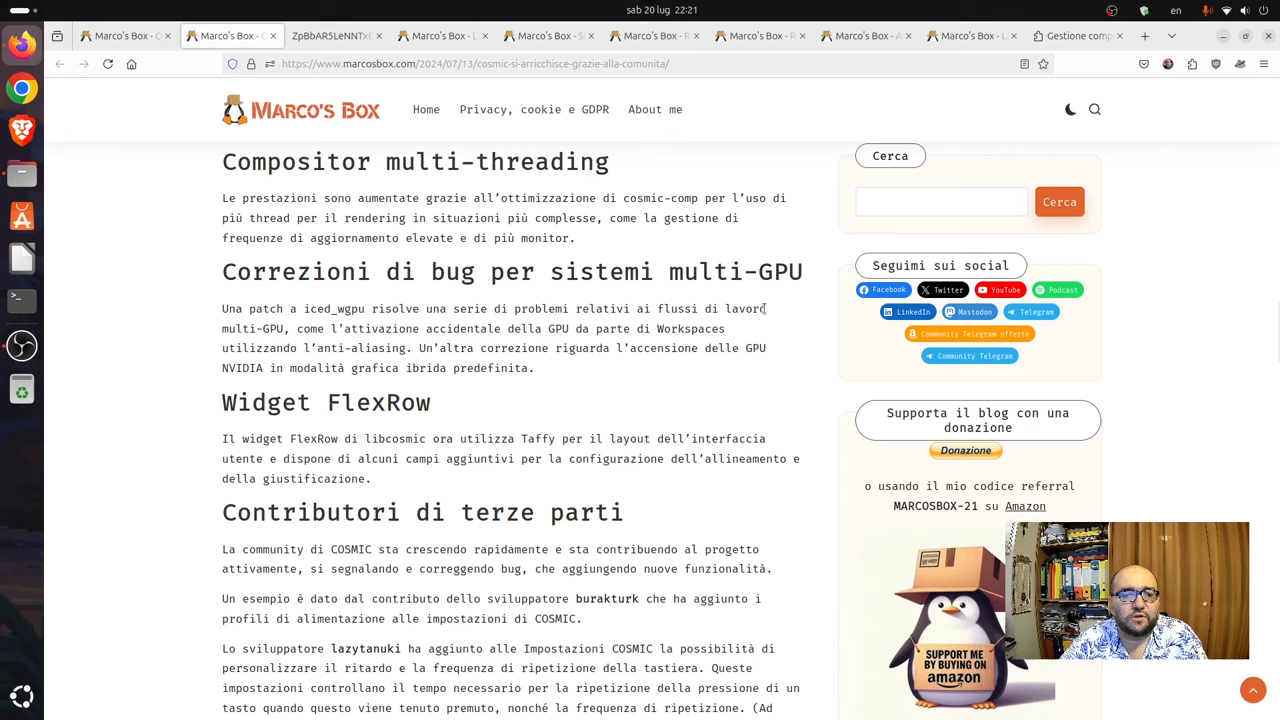 sab 20 lug 22:21
en
Marco's Box - C
Marco's Box - C
ZpBbAR5LeNNTxE
Marco's Box - L
Marco's Box - S
Marco's Box - R
Marco's Box - R
Marco's Box - A
Marco's Box - L
Gestione comp
https://www.marcosbox.com/2024/07/13/cosmic-si-arricchisce-grazie-alla-comunita/
MARCO'S BOX
Home
Privacy, cookie e GDPR
About me
Compositor multi-threading
Le prestazioni sono aumentate grazie all'ottimizzazione di cosmic-comp per l'uso di
più thread per il rendering in situazioni più complesse, come la gestione di
frequenze di aggiornamento elevate e di più monitor.
Correzioni di bug per sistemi multi-GPU
Una patch a iced_wgpu risolve una serie di problemi relativi ai flussi di lavoro
multi-GPU, come l'attivazione accidentale della GPU da parte di Workspaces
utilizzando l'anti-aliasing. Un'altra correzione riguarda l'accensione delle GPU
NVIDIA in modalità grafica ibrida predefinita.
Widget FlexRow
Il widget FlexRow di libcosmic ora utilizza Taffy per il layout dell'interfaccia
utente e dispone di alcuni campi aggiuntivi per la configurazione dell'allineamento e
della giustificazione.
Contributori di terze parti
La community di COSMIC sta crescendo rapidamente e sta contribuendo al progetto
attivamente, si segnalando e correggendo bug, che aggiungendo nuove funzionalità.
Un esempio è dato dal contributo dello sviluppatore burakturk che ha aggiunto i
profili di alimentazione alle impostazioni di COSMIC.
Lo sviluppatore lazytanuki ha aggiunto alle Impostazioni COSMIC la possibilità di
personalizzare il ritardo e la frequenza di ripetizione della tastiera. Queste
impostazioni controllano il tempo necessario per la ripetizione della pressione di un
tasto quando questo viene tenuto premuto, nonché la frequenza di ripetizione. (Ad
Cerca
Cerca
Seguimi sui social
Facebook
Twitter
YouTube
Podcast
LinkedIn
Mastodon
Telegram
Community Telegram offerte
Community Telegram
Supporta il blog con una
donazione
Donazione
o usando il mio codice referral
MARCOSBOX-21 su Amazon
SUPPORT ME
BY BUYING ON
amazon